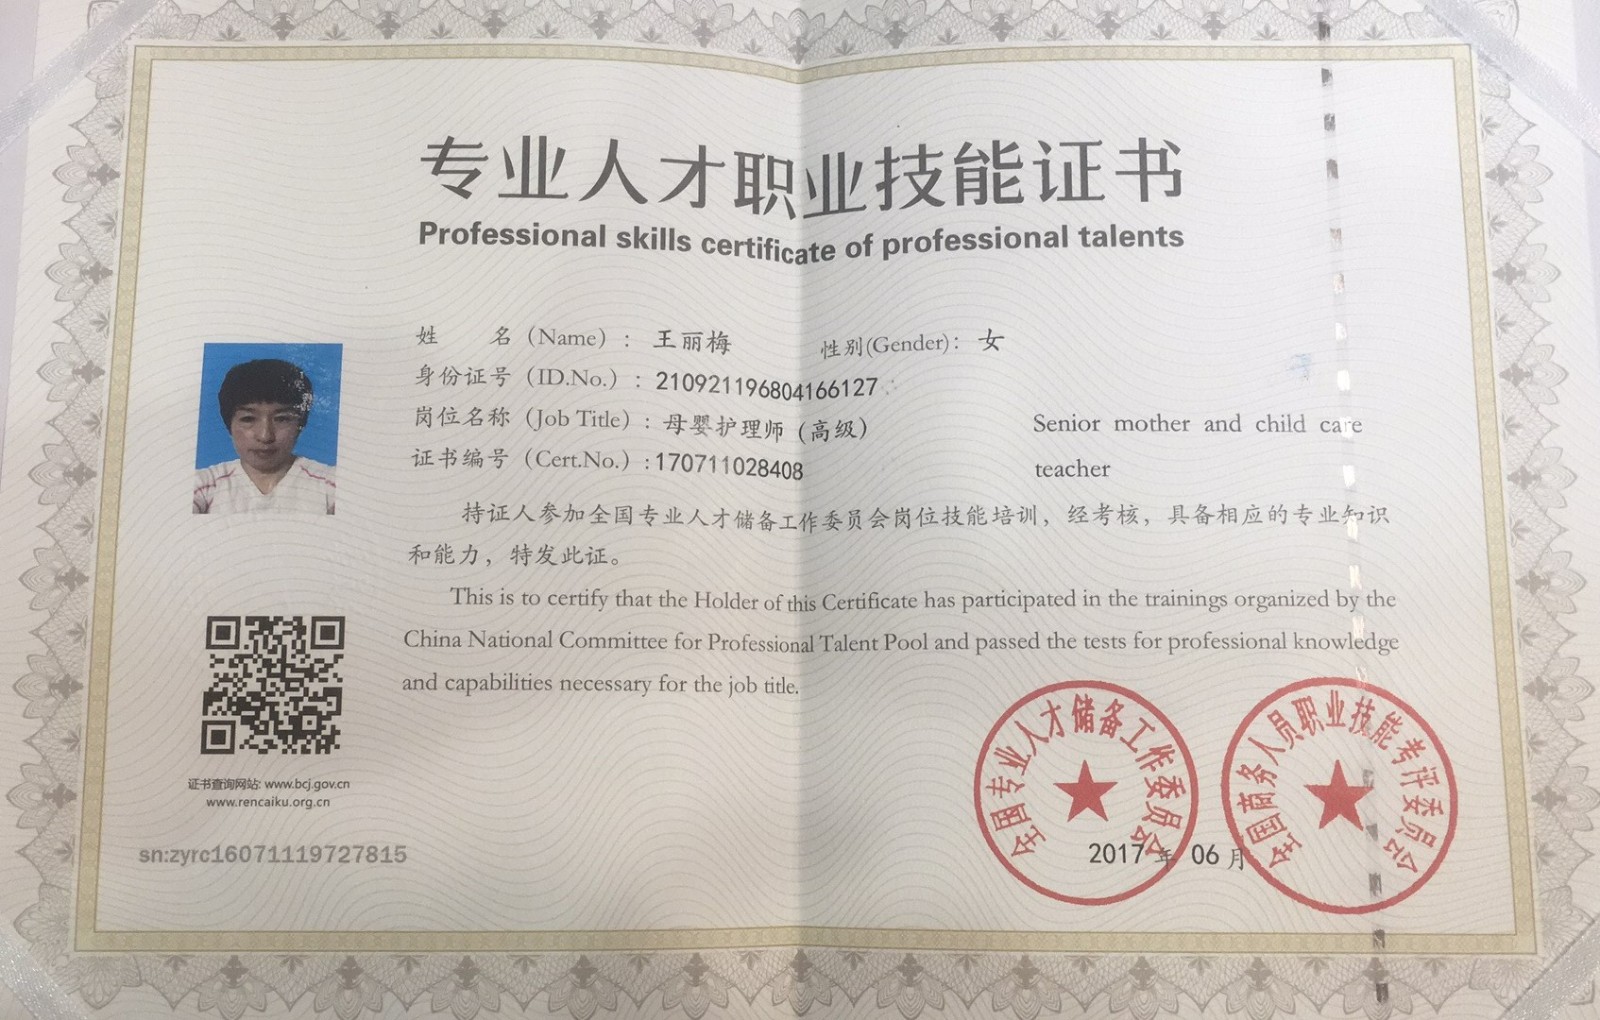 专业人才职业技能证书
Professional skills certificate of professional talents
姓 名（Name）： 王丽梅 性别(Gender)： 女
身份证号（ID.No.）：210921196804166127
岗位名称（Job Title）：母婴护理师（高级） Senior mother and child care
teacher
证书编号（Cert.No.）:170711028408
持证人参加全国专业人才储备工作委员会岗位技能培训，经考核，具备相应的专业知识
和能力，特发此证。
This is to certify that the Holder of this Certificate has participated in the trainings organized by the
China National Committee for Professional Talent Pool and passed the tests for professional knowledge
and capabilities necessary for the job title.
证书查询网站: www.bcj.gov.cn
www.rencaiku.org.cn
sn:zyrc16071119727815
全国专业人才储备工作委员会
全国商务人员职业技能考评委员会
2017 年 06 月